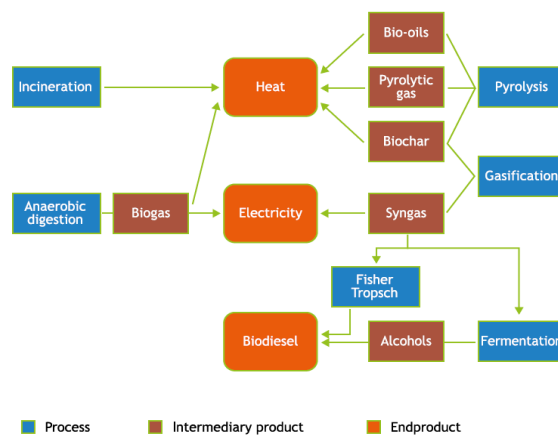 Bio-oils
Incineration
Heat
Pyrolytic
gas
Pyrolysis
Biochar
Gasification
Anaerobic
digestion
Biogas
Electricity
Syngas
Fisher
Tropsch
Biodiesel
Alcohols
Fermentation
Process
Intermediary product
Endproduct